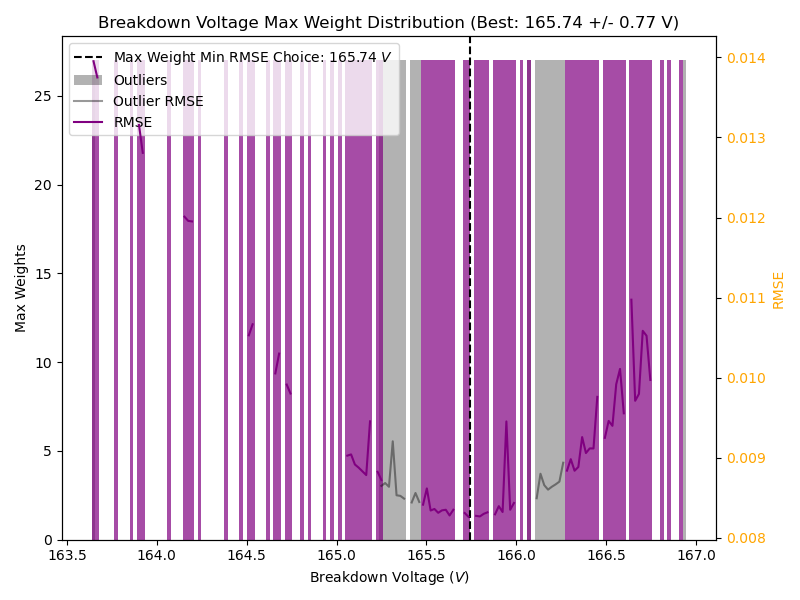 Breakdown Voltage Max Weight Distribution (Best: 165.74 +/- 0.77 V)
Max Weight Min RMSE Choice: 165.74 V
Outliers
Outlier RMSE
RMSE
Max Weights
0
5
10
15
20
25
163.5
164.0
164.5
165.0
165.5
166.0
166.5
167.0
Breakdown Voltage (V)
0.014
0.013
0.012
0.011
0.010
0.009
0.008
RMSE